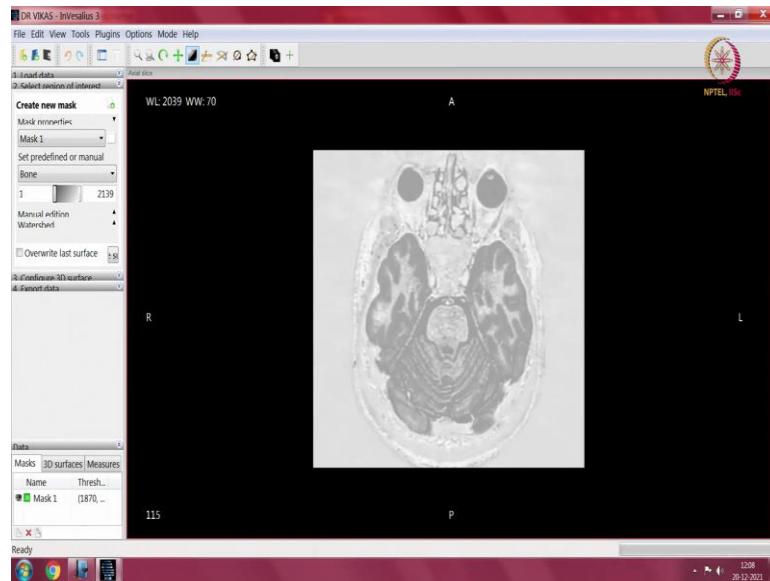 DR VIKAS - InVesalius 3
File Edit View Tools Plugins Options Mode Help
1. Load data
Axial slice
2. Select region of interest
NPTEL, IISc
Create new mask
WL: 2039 WW: 70
A
Mask properties
Mask 1
Set predefined or manual
Bone
1 2139
Manual edition
Watershed
Overwrite last surface
3. Configure 3D surface
4. Export data
R
L
Data
Masks 3D surfaces Measures
Name Thresh...
Mask 1 (1870, ...
115
P
Ready
12:08
20-12-2021